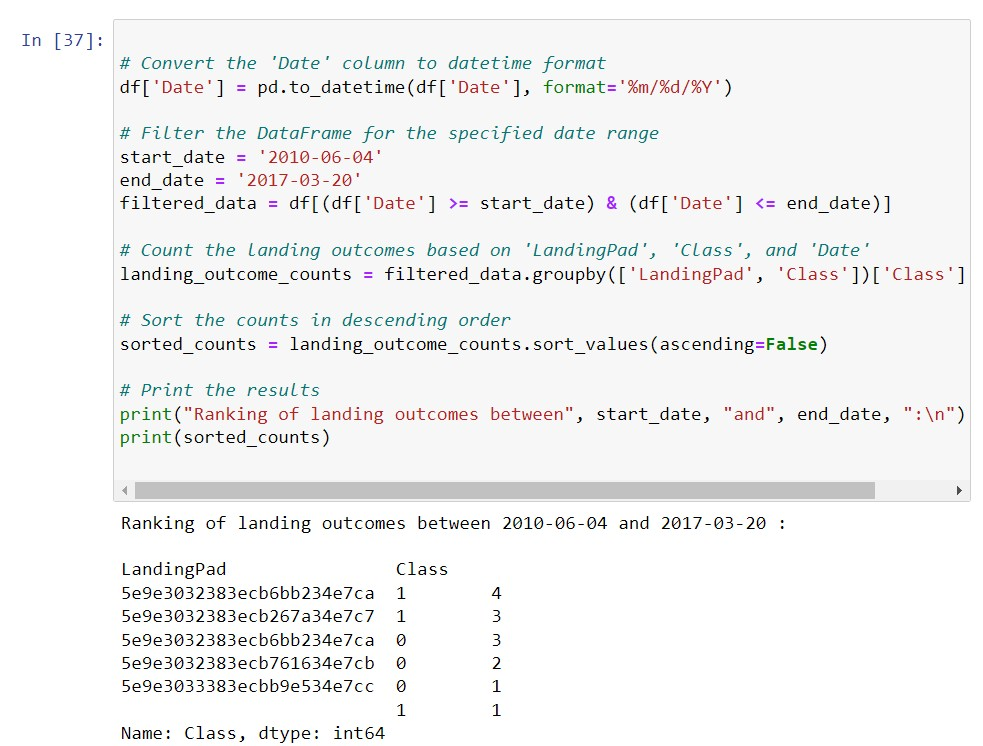 In [37]:
# Convert the 'Date' column to datetime format
df['Date'] = pd.to_datetime(df['Date'], format='%m/%d/%Y')
# Filter the DataFrame for the specified date range
start_date = '2010-06-04'
end_date = '2017-03-20'
filtered_data = df[(df['Date'] >= start_date) & (df['Date'] <= end_date)]
# Count the landing outcomes based on 'LandingPad', 'Class', and 'Date'
landing_outcome_counts = filtered_data.groupby(['LandingPad', 'Class'])['Class']
# Sort the counts in descending order
sorted_counts = landing_outcome_counts.sort_values(ascending=False)
# Print the results
print("Ranking of landing outcomes between", start_date, "and", end_date, ":\n")
print(sorted_counts)
Ranking of landing outcomes between 2010-06-04 and 2017-03-20 :
LandingPad Class
5e9e3032383ecb6bb234e7ca 1 4
5e9e3032383ecb267a34e7c7 1 3
5e9e3032383ecb6bb234e7ca 0 3
5e9e3032383ecb761634e7cb 0 2
5e9e3033383ecbb9e534e7cc 0 1
1 1
Name: Class, dtype: int64